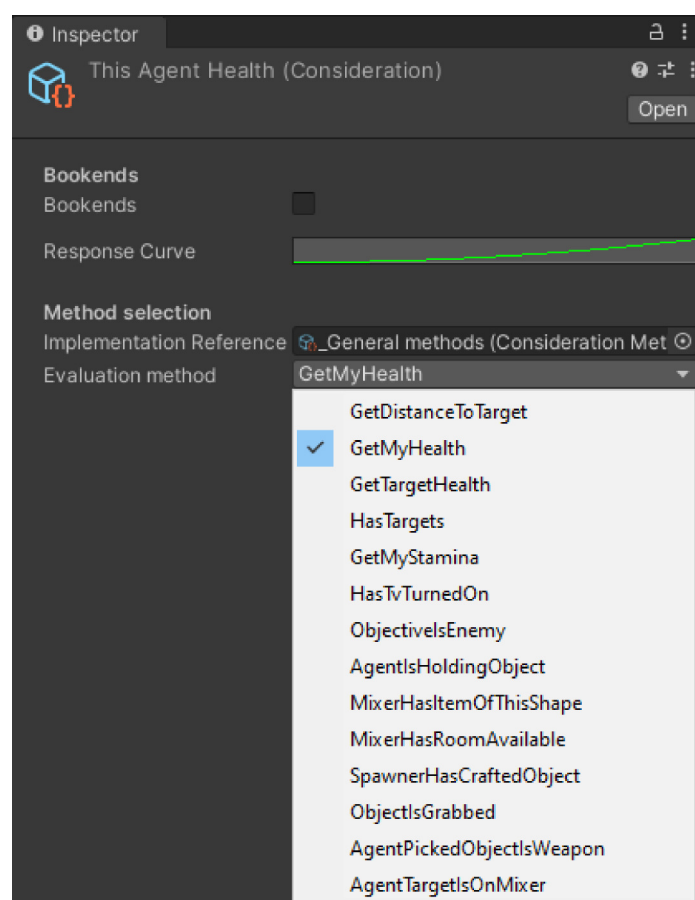 Inspector
This Agent Health (Consideration)
Open
Bookends
Bookends
Response Curve
Method selection
Implementation Reference _General methods (Consideration Met
Evaluation method GetMyHealth
GetDistanceToTarget
GetMyHealth
GetTargetHealth
HasTargets
GetMyStamina
HasTvTurnedOn
ObjectiveIsEnemy
AgentIsHoldingObject
MixerHasItemOfThisShape
MixerHasRoomAvailable
SpawnerHasCraftedObject
ObjectIsGrabbed
AgentPickedObjectIsWeapon
AgentTargetIsOnMixer